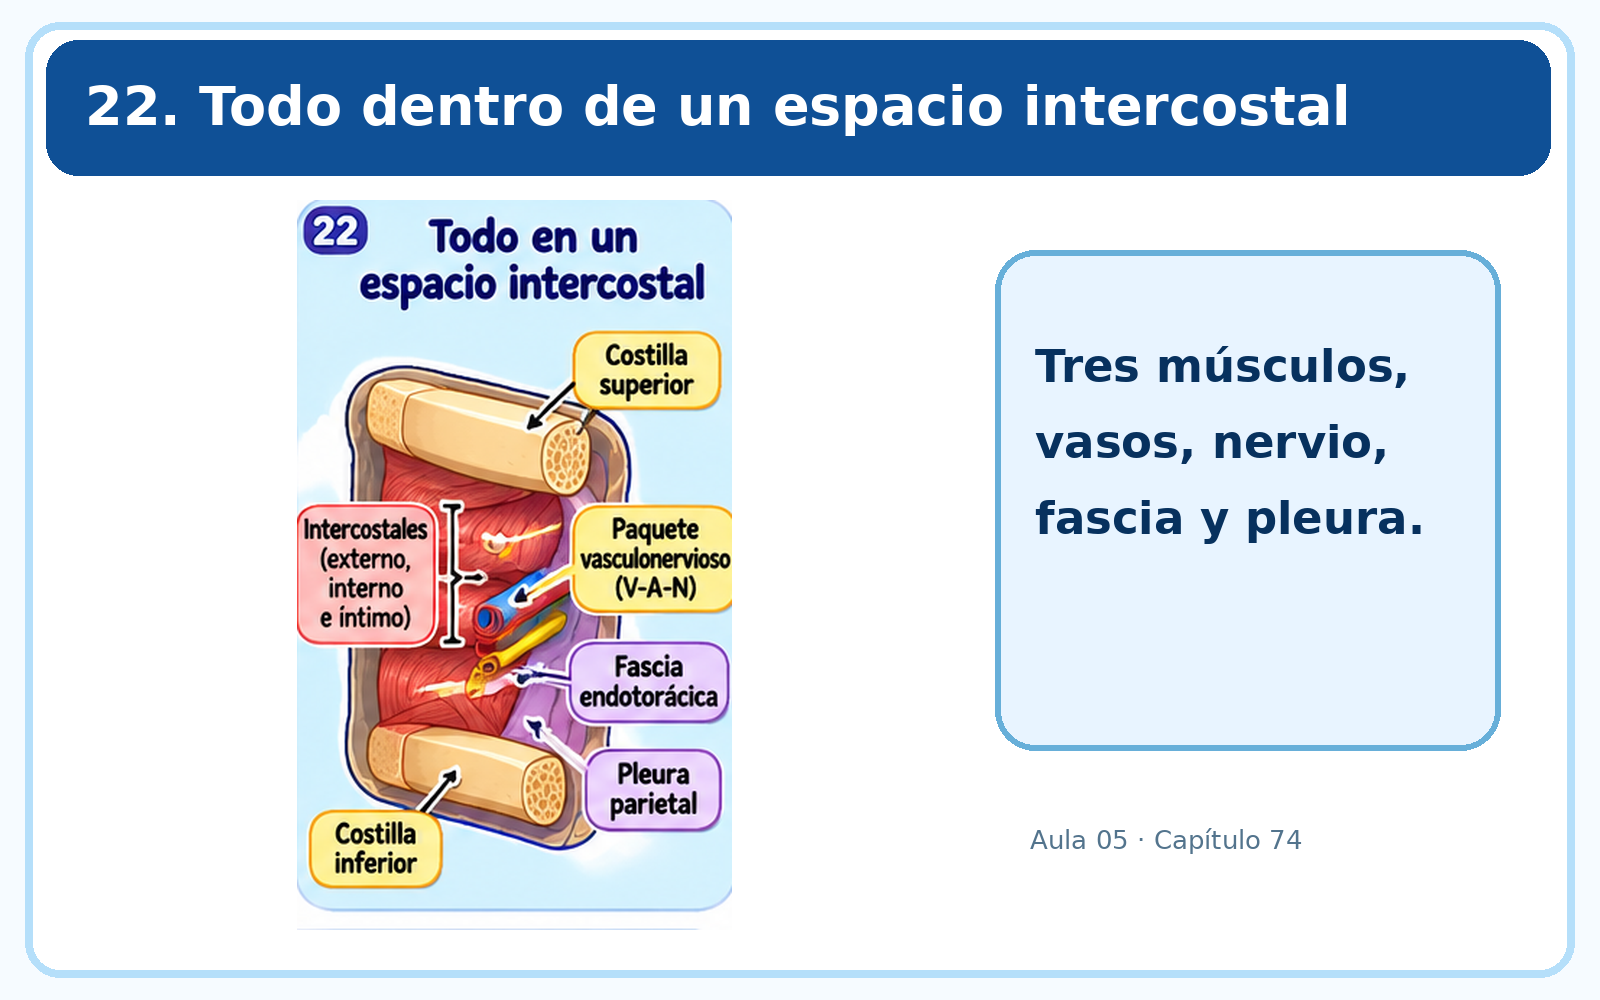 22. Todo dentro de un espacio intercostal
22
Todo en un
espacio intercostal
Costilla
superior
Intercostales
(externo,
interno
e íntimo)
Paquete
vasculonervioso
(V-A-N)
Fascia
endotorácica
Pleura
parietal
Costilla
inferior
Tres músculos,
vasos, nervio,
fascia y pleura.
Aula 05 · Capítulo 74